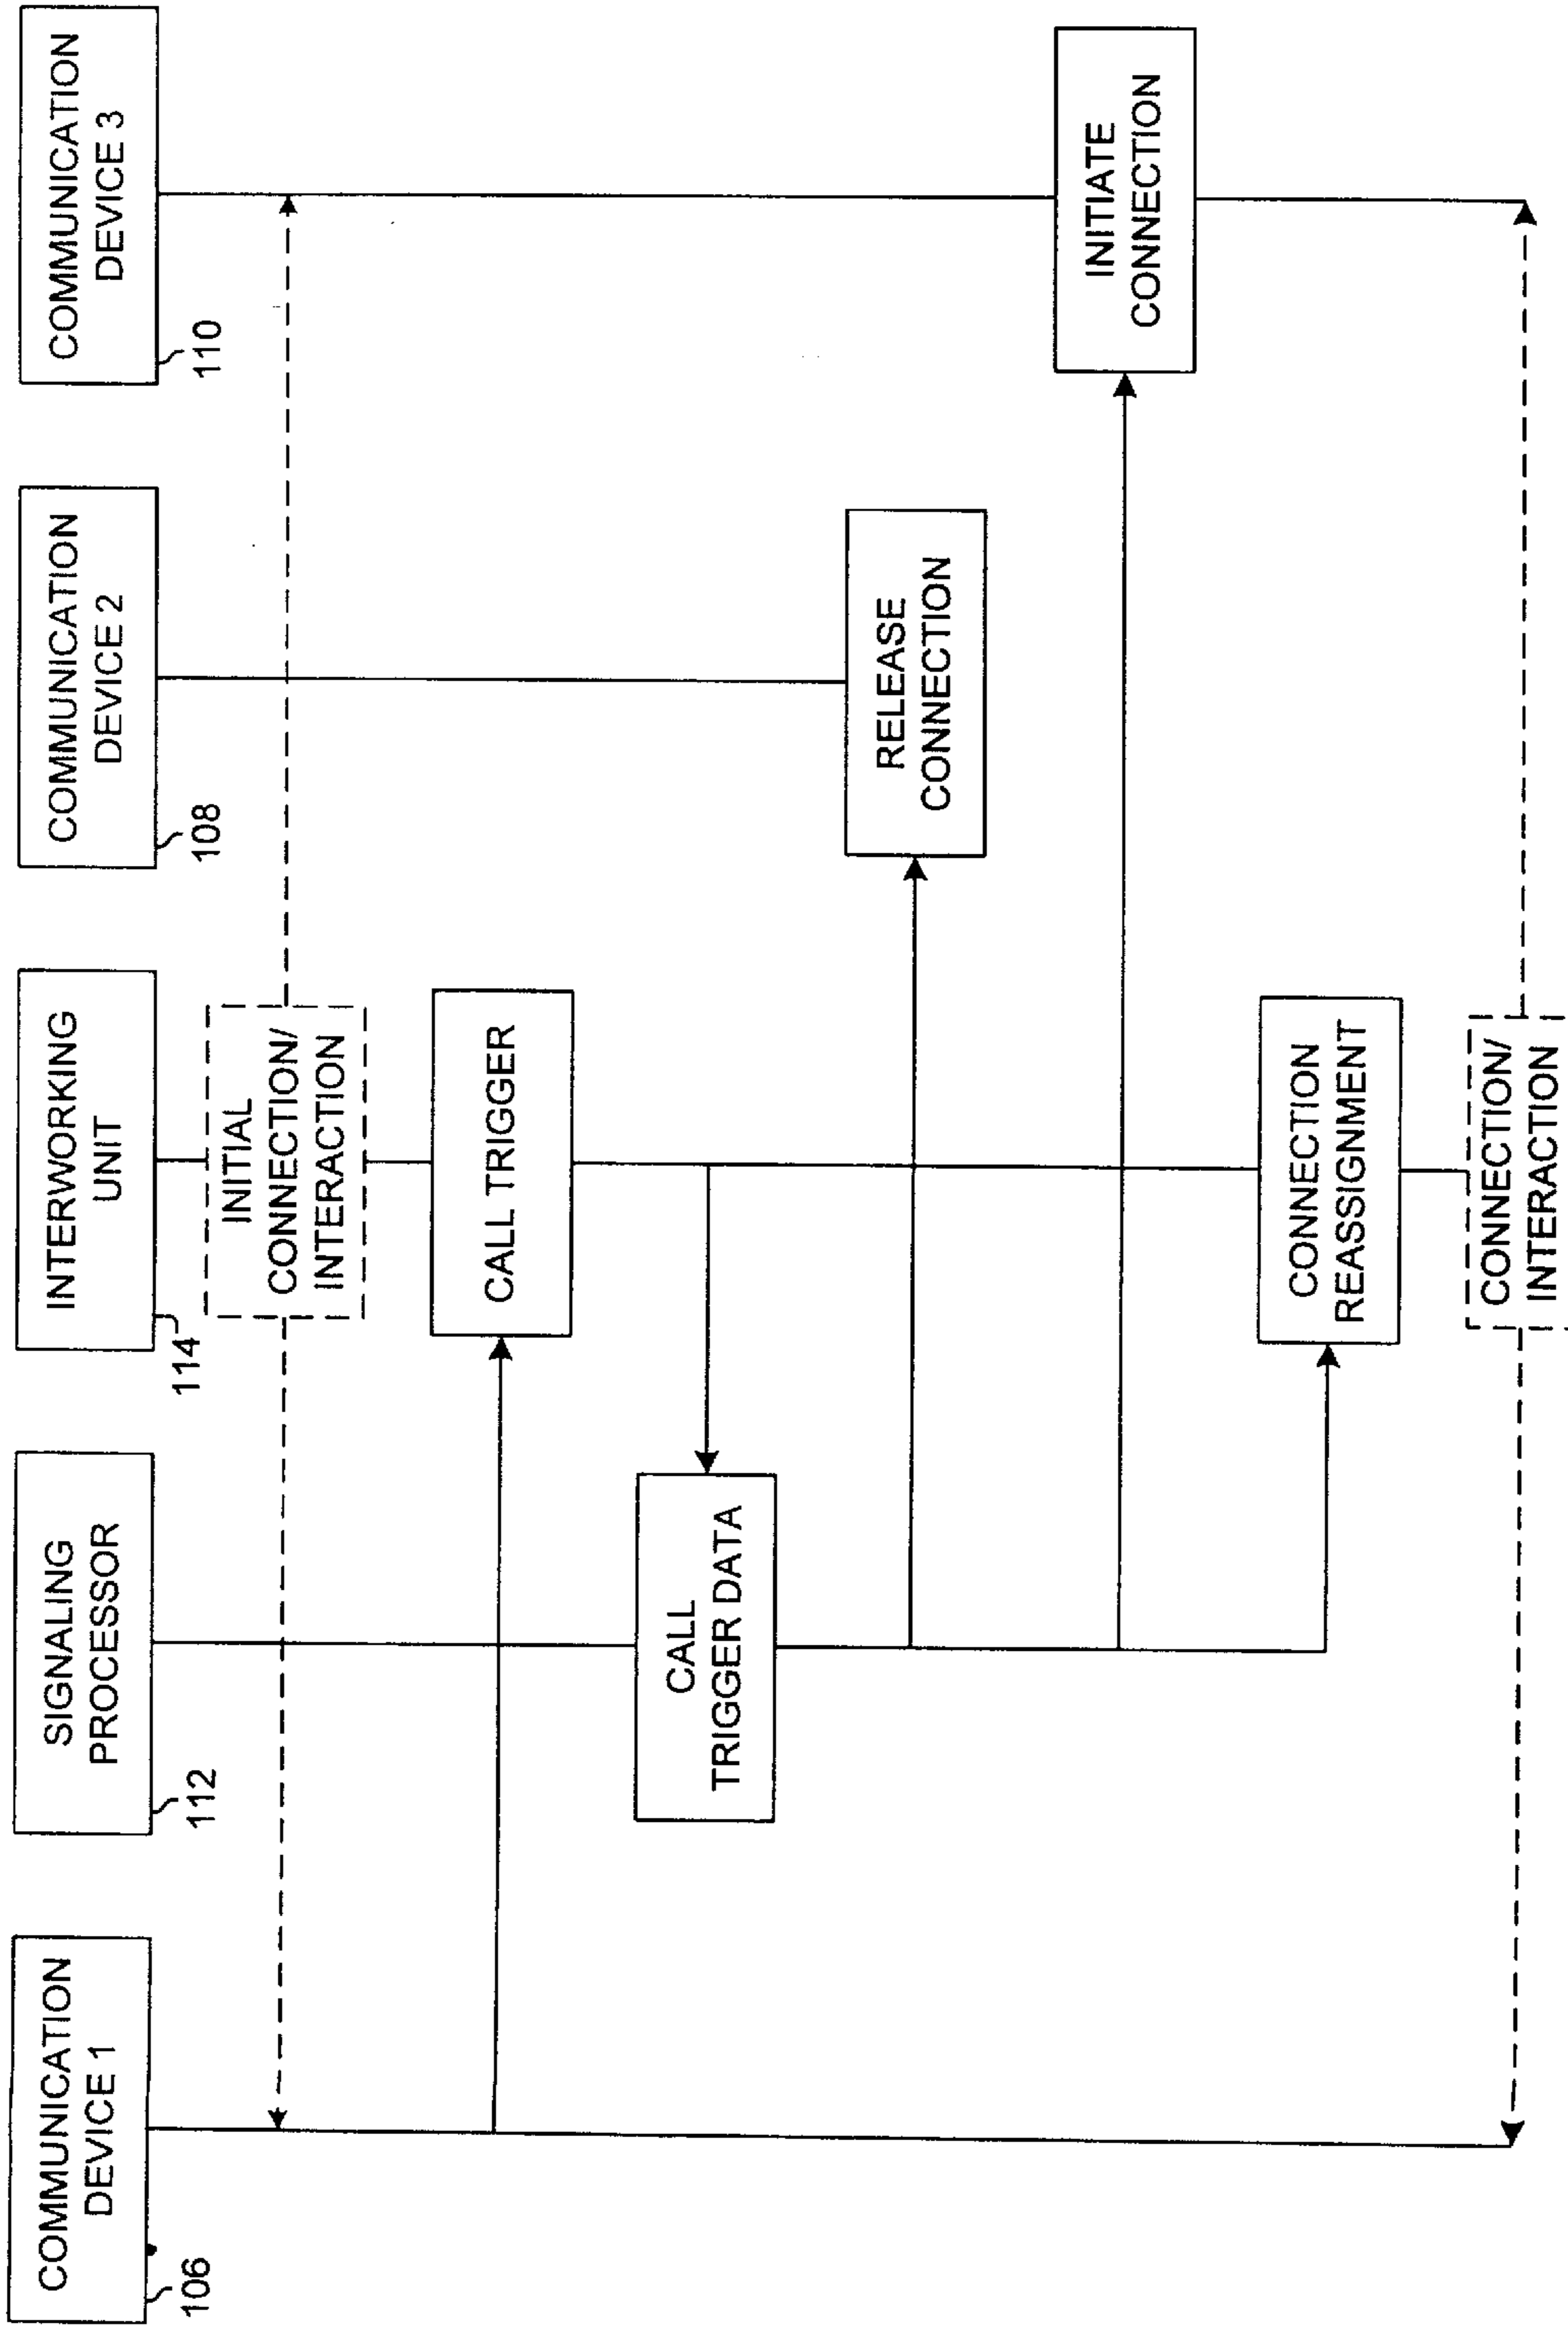 COMMUNICATION
DEVICE 1
106
SIGNALING
PROCESSOR
112
INTERWORKING
UNIT
114
COMMUNICATION
DEVICE 2
108
COMMUNICATION
DEVICE 3
110
INITIAL
CONNECTION/
INTERACTION
CALL TRIGGER
CALL
TRIGGER DATA
RELEASE
CONNECTION
INITIATE
CONNECTION
CONNECTION
REASSIGNMENT
CONNECTION/
INTERACTION